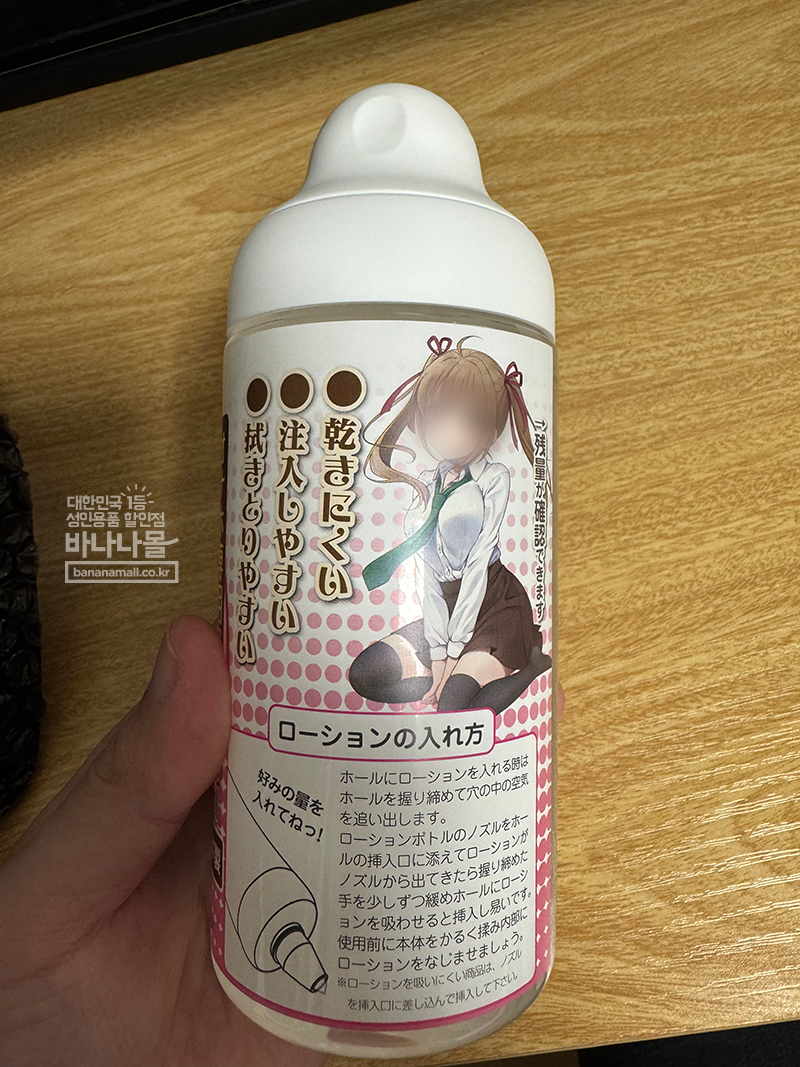 ●乾きにくい
●注入しやすい
●拭きとりやすい
⇒残量が確認できます
대한민국 1등
성인용품 할인점
바나나몰
bananamall.co.kr
ローションの入れ方
好みの量を
入れてねっ!
ホールにローションを入れる時は
ホールを握り締めて穴の中の空気
を追い出します。
ローションボトルのノズルをホー
ルの挿入口に添えてローションが
ノズルから出てきたら握り締めた
手を少しずつ緩めホールにローシ
ョンを吸わせると挿入し易いです。
使用前に本体をかるく揉み内部に
ローションをなじませましょう。
※ローションを吸いにくい商品は、ノズル
を挿入口に差し込んで挿入して下さい。